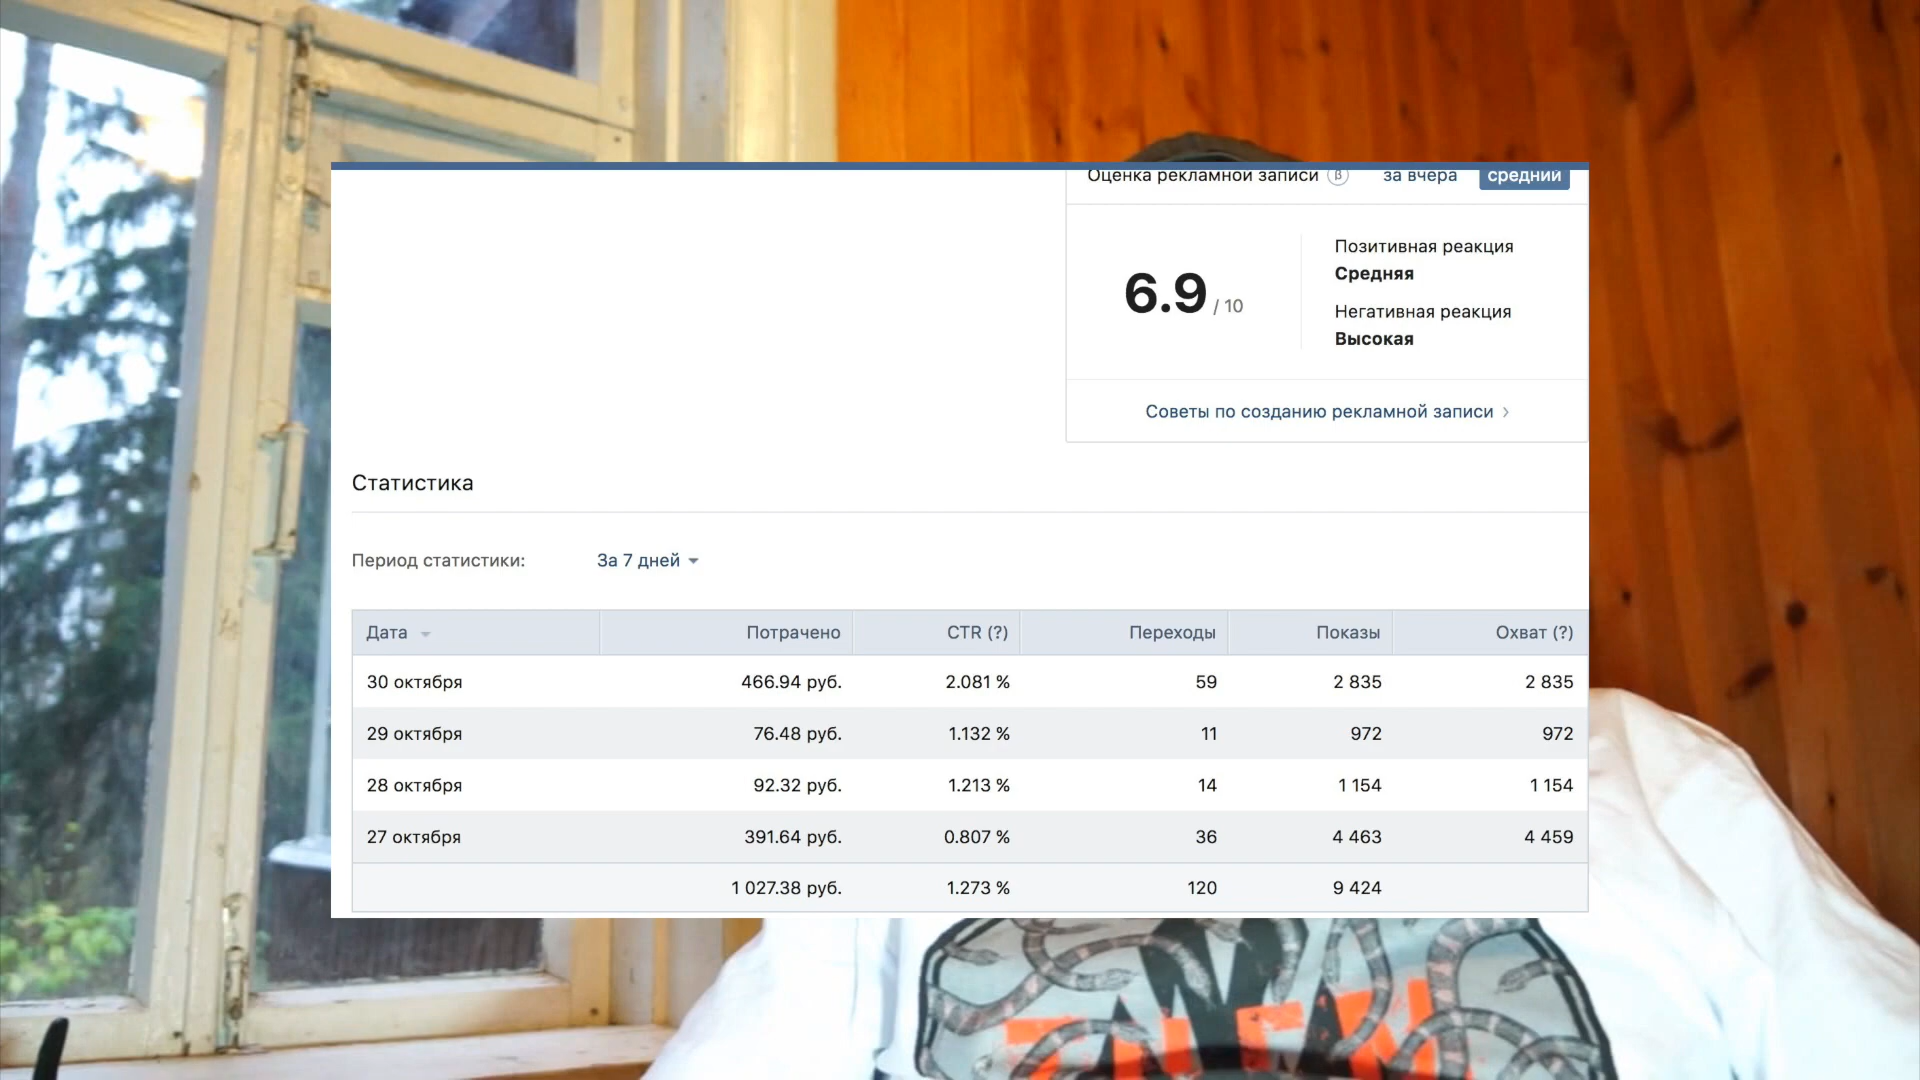 Оценка рекламной записи β за вчера средний
6.9 / 10
Позитивная реакция
Средняя
Негативная реакция
Высокая
Советы по созданию рекламной записи
Статистика
Период статистики: За 7 дней
Дата Потрачено CTR (?) Переходы Показы Охват (?)
30 октября 466.94 руб. 2.081 % 59 2 835 2 835
29 октября 76.48 руб. 1.132 % 11 972 972
28 октября 92.32 руб. 1.213 % 14 1 154 1 154
27 октября 391.64 руб. 0.807 % 36 4 463 4 459
1 027.38 руб. 1.273 % 120 9 424